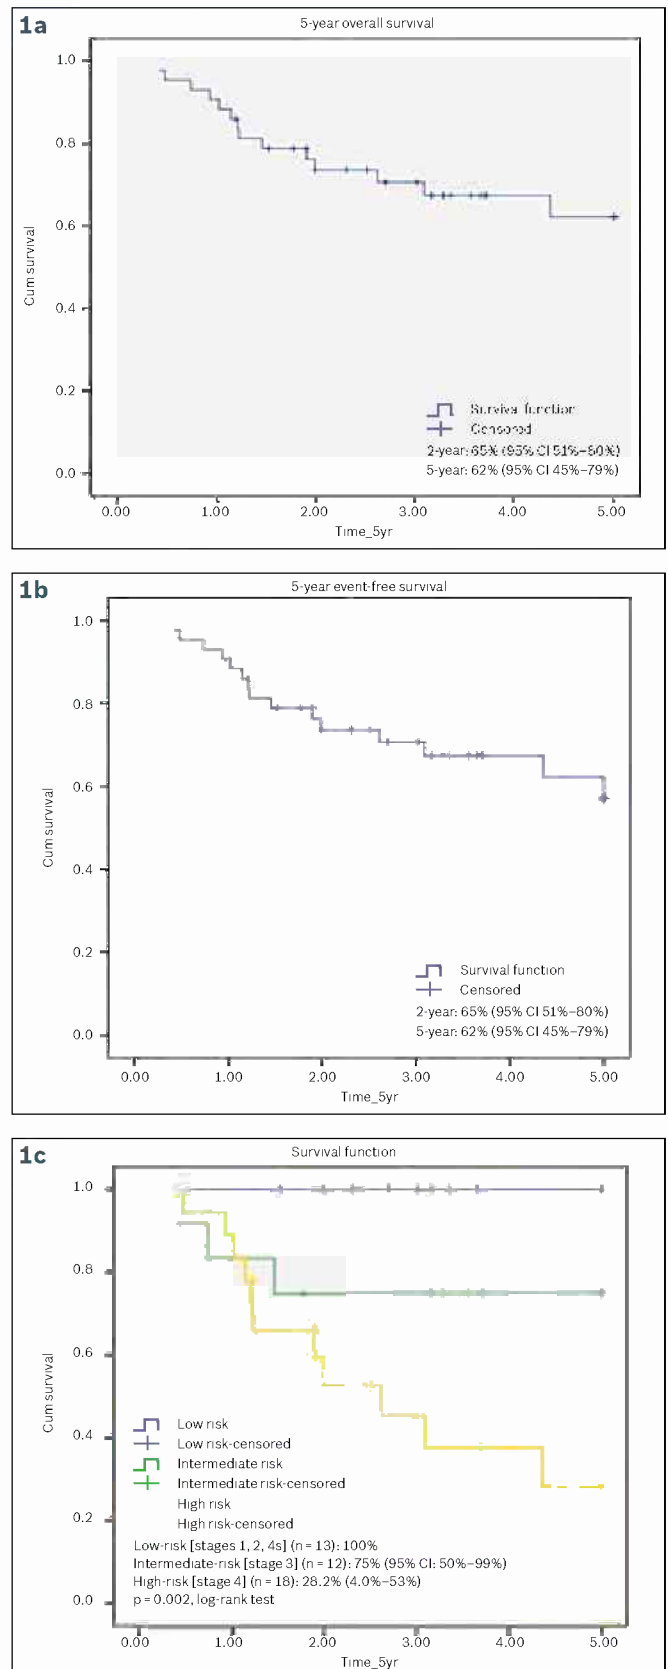 1a
5-year overall survival
1.0
0.8
0.6
0.4
0.2
0.0
Cum survival
Survival function
Censored
2-year: 65% (95% CI 51%–80%)
5-year: 62% (95% CI 45%–79%)
0.00 1.00 2.00 3.00 4.00 5.00
Time_5yr
1b
5-year event-free survival
1.0
0.8
0.6
0.4
0.2
0.0
Cum survival
Survival function
Censored
2-year: 65% (95% CI 51%–80%)
5-year: 62% (95% CI 45%–79%)
0.00 1.00 2.00 3.00 4.00 5.00
Time_5yr
1c
Survival function
1.0
0.8
0.6
0.4
0.2
0.0
Cum survival
Low risk
Low risk-censored
Intermediate risk
Intermediate risk-censored
High risk
High risk-censored
Low-risk [stages 1, 2, 4s] (n = 13): 100%
Intermediate-risk [stage 3] (n = 12): 75% (95% CI: 50%–99%)
High-risk [stage 4] (n = 18): 28.2% (4.0%–53%)
p = 0.002, log-rank test
0.00 1.00 2.00 3.00 4.00 5.00
Time_5yr